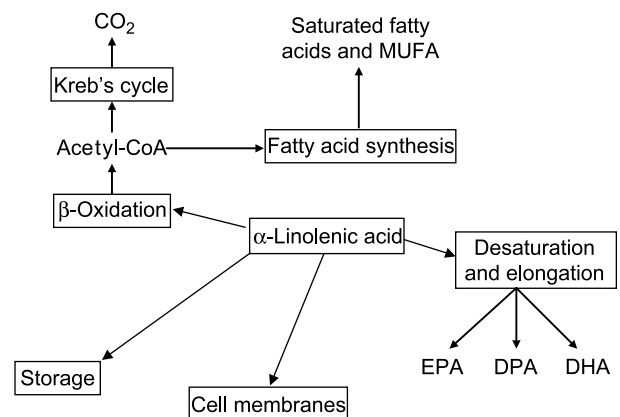 CO₂
Saturated fatty
acids and MUFA
Kreb's cycle
Acetyl-CoA
Fatty acid synthesis
β-Oxidation
α-Linolenic acid
Desaturation
and elongation
EPA DPA DHA
Storage
Cell membranes